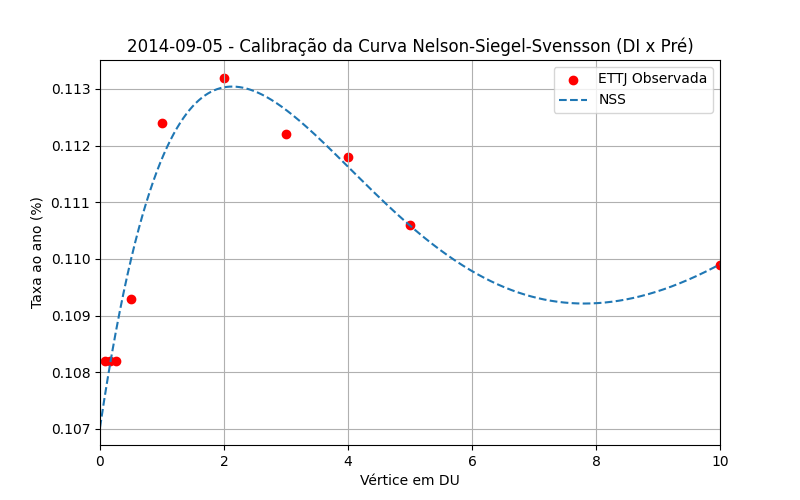 2014-09-05 - Calibração da Curva Nelson-Siegel-Svensson (DI x Pré)
ETTJ Observada
NSS
Taxa ao ano (%)
0.113
0.112
0.111
0.110
0.109
0.108
0.107
0 2 4 6 8 10
Vértice em DU